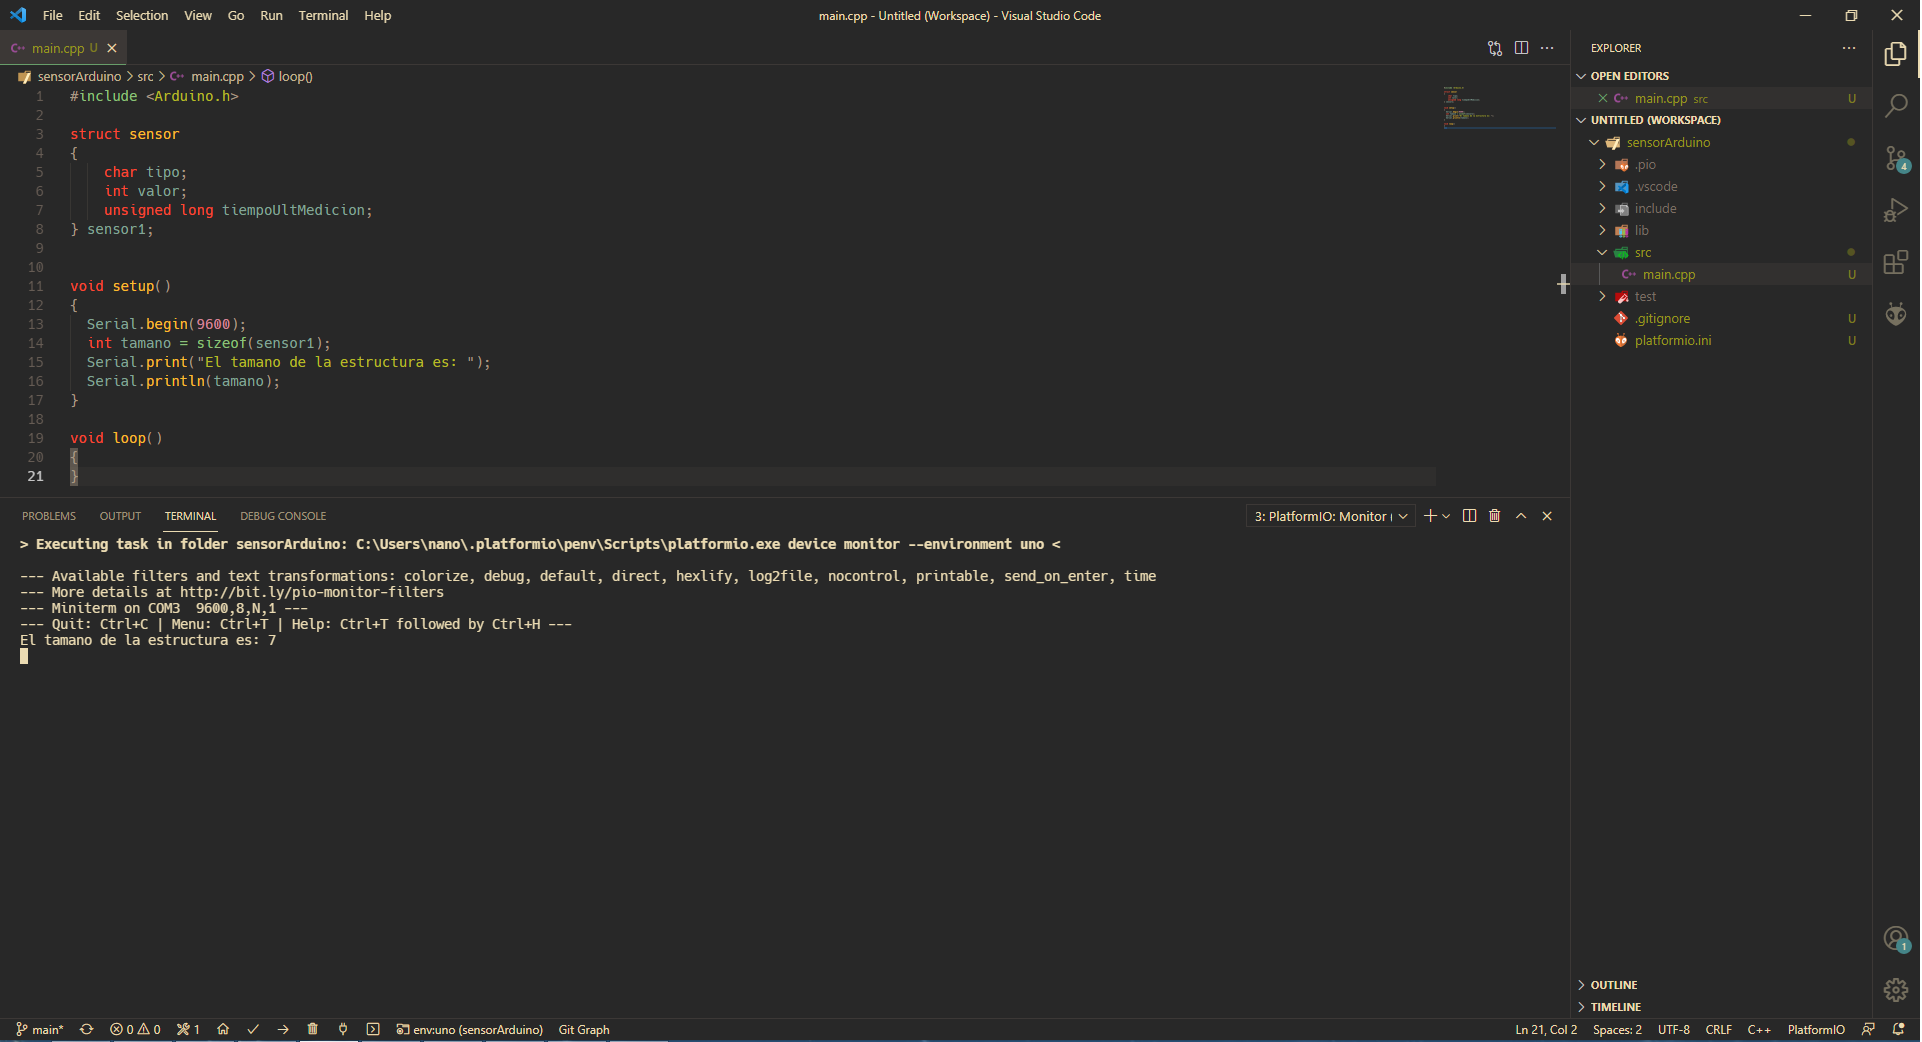 File Edit Selection View Go Run Terminal Help
main.cpp - Untitled (Workspace) - Visual Studio Code
main.cpp U
sensorArduino > src > main.cpp > loop()
1 #include <Arduino.h>
2
3 struct sensor
4 {
5 char tipo;
6 int valor;
7 unsigned long tiempoUltMedicion;
8 } sensor1;
9
10
11 void setup()
12 {
13 Serial.begin(9600);
14 int tamano = sizeof(sensor1);
15 Serial.print("El tamano de la estructura es: ");
16 Serial.println(tamano);
17 }
18
19 void loop()
20 {
21 }
PROBLEMS OUTPUT TERMINAL DEBUG CONSOLE
3: PlatformIO: Monitor (
> Executing task in folder sensorArduino: C:\Users\nano\.platformio\penv\Scripts\platformio.exe device monitor --environment uno <
--- Available filters and text transformations: colorize, debug, default, direct, hexlify, log2file, nocontrol, printable, send_on_enter, time
--- More details at http://bit.ly/pio-monitor-filters
--- Miniterm on COM3  9600,8,N,1 ---
--- Quit: Ctrl+C | Menu: Ctrl+T | Help: Ctrl+T followed by Ctrl+H ---
El tamano de la estructura es: 7
EXPLORER
OPEN EDITORS
main.cpp src U
UNTITLED (WORKSPACE)
sensorArduino
.pio
.vscode
include
lib
src
main.cpp U
test
.gitignore U
platformio.ini U
4
1
OUTLINE
TIMELINE
main* 0 0 1 env:uno (sensorArduino) Git Graph
Ln 21, Col 2 Spaces: 2 UTF-8 CRLF C++ PlatformIO